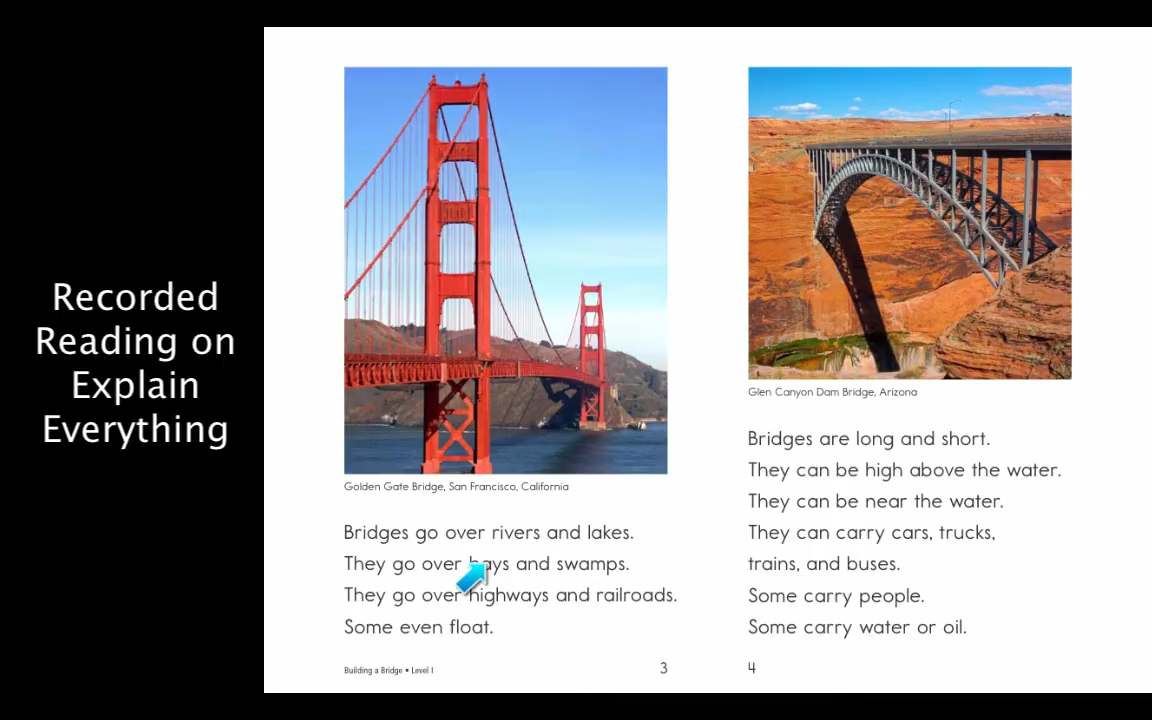 Recorded
Reading on
Explain
Everything
Golden Gate Bridge, San Francisco, California
Bridges go over rivers and lakes.
They go over bays and swamps.
They go over highways and railroads.
Some even float.
Building a Bridge • Level I
3
Glen Canyon Dam Bridge, Arizona
Bridges are long and short.
They can be high above the water.
They can be near the water.
They can carry cars, trucks,
trains, and buses.
Some carry people.
Some carry water or oil.
4